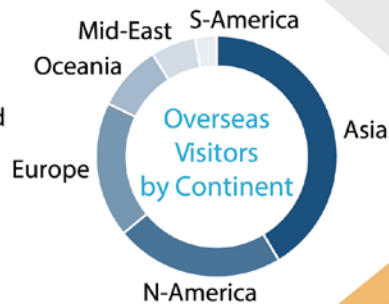 S-America
Mid-East
Oceania
d
Overseas
Visitors
by Continent
Asia
Europe
N-America